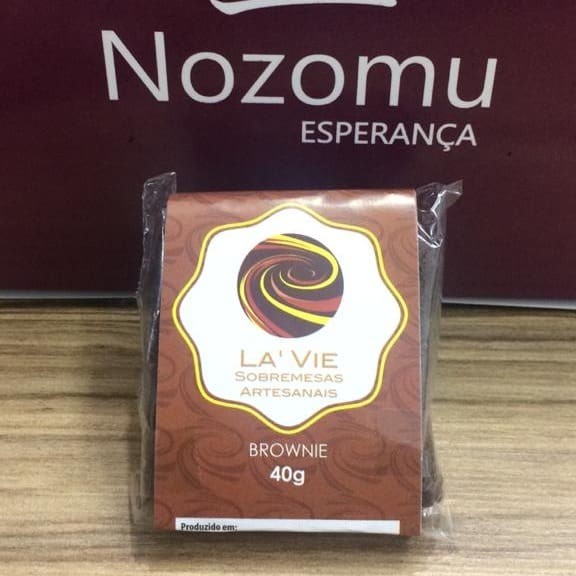 Nozomu
ESPERANÇA
LA' VIE
SOBREMESAS
ARTESANAIS
BROWNIE
40g
Produzido em: